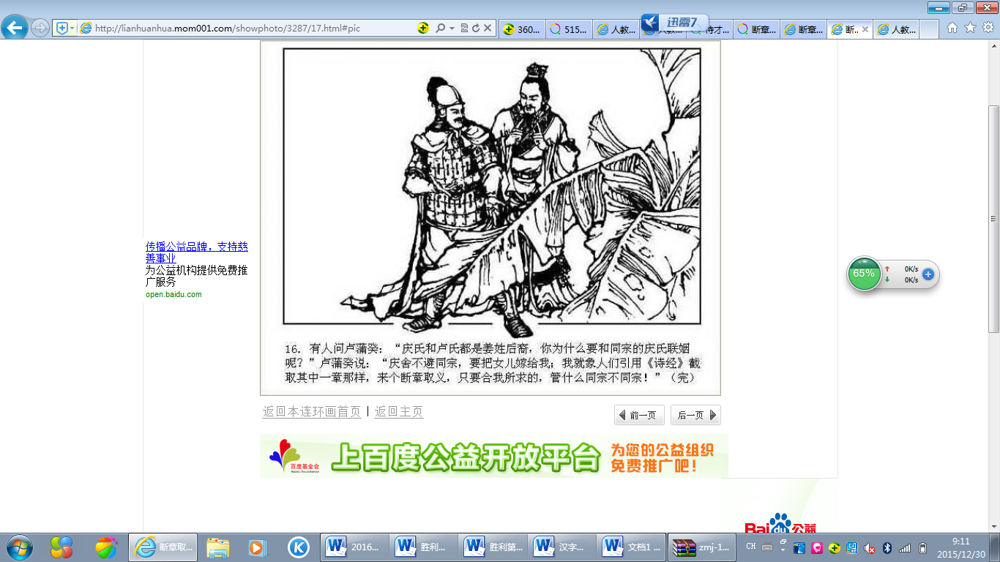 迅雷7
http://lianhuanhua.mom001.com/showphoto/3287/17.html#pic
360...
515...
人教...
断章...
断章...
断..
人教...
传播公益品牌，支持慈
善事业
为公益机构提供免费推
广服务
open.baidu.com
65%
0K/s
0K/s
16. 有人问卢蒲癸：“庆氏和卢氏都是姜姓后裔，你为什么要和同宗的庆氏联姻
呢？”卢蒲癸说：“庆舍不避同宗，要把女儿嫁给我；我就象人们引用《诗经》截
取其中一章那样，来个断章取义，只要合我所求的，管什么同宗不同宗！”（完）
返回本连环画首页 | 返回主页
前一页
后一页
百度基金会
Baidu Foundation
上百度公益开放平台
为您的公益组织
免费推广吧！
Bai du 公益
断章取...
2016...
胜利...
胜利第...
汉字...
文档1 ...
zmj-1...
CH
9:11
2015/12/30